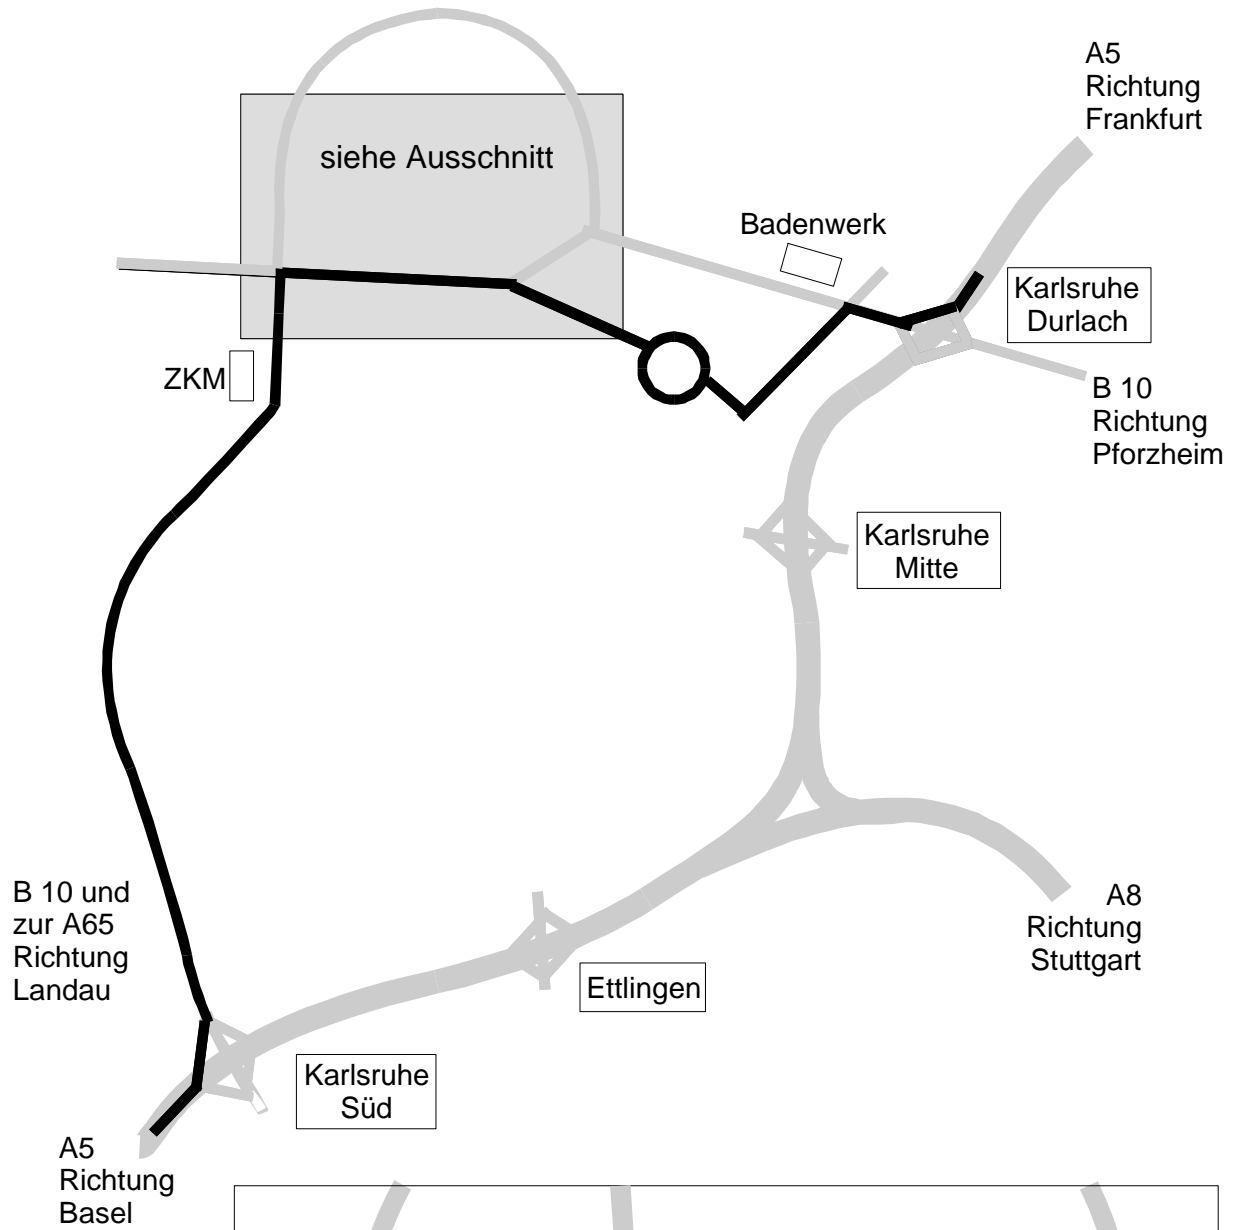 A5
Richtung
Frankfurt
siehe Ausschnitt
Badenwerk
Karlsruhe
Durlach
ZKM
B 10
Richtung
Pforzheim
Karlsruhe
Mitte
B 10 und
zur A65
Richtung
Landau
A8
Richtung
Stuttgart
Ettlingen
Karlsruhe
Süd
A5
Richtung
Basel